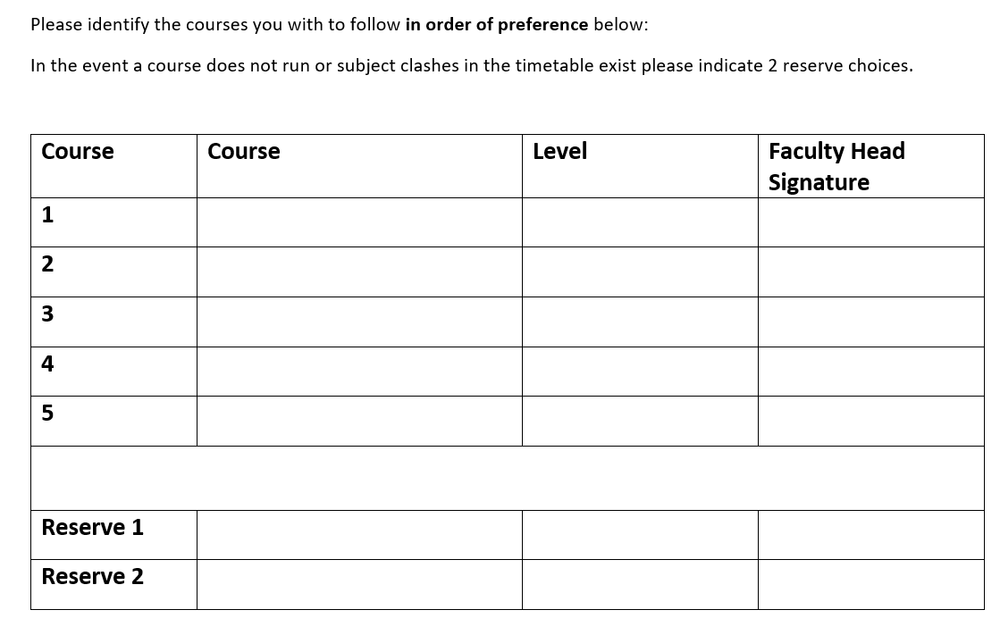 Please identify the courses you with to follow in order of preference below:
In the event a course does not run or subject clashes in the timetable exist please indicate 2 reserve choices.
Course Course Level Faculty Head
Signature
1
2
3
4
5
Reserve 1
Reserve 2